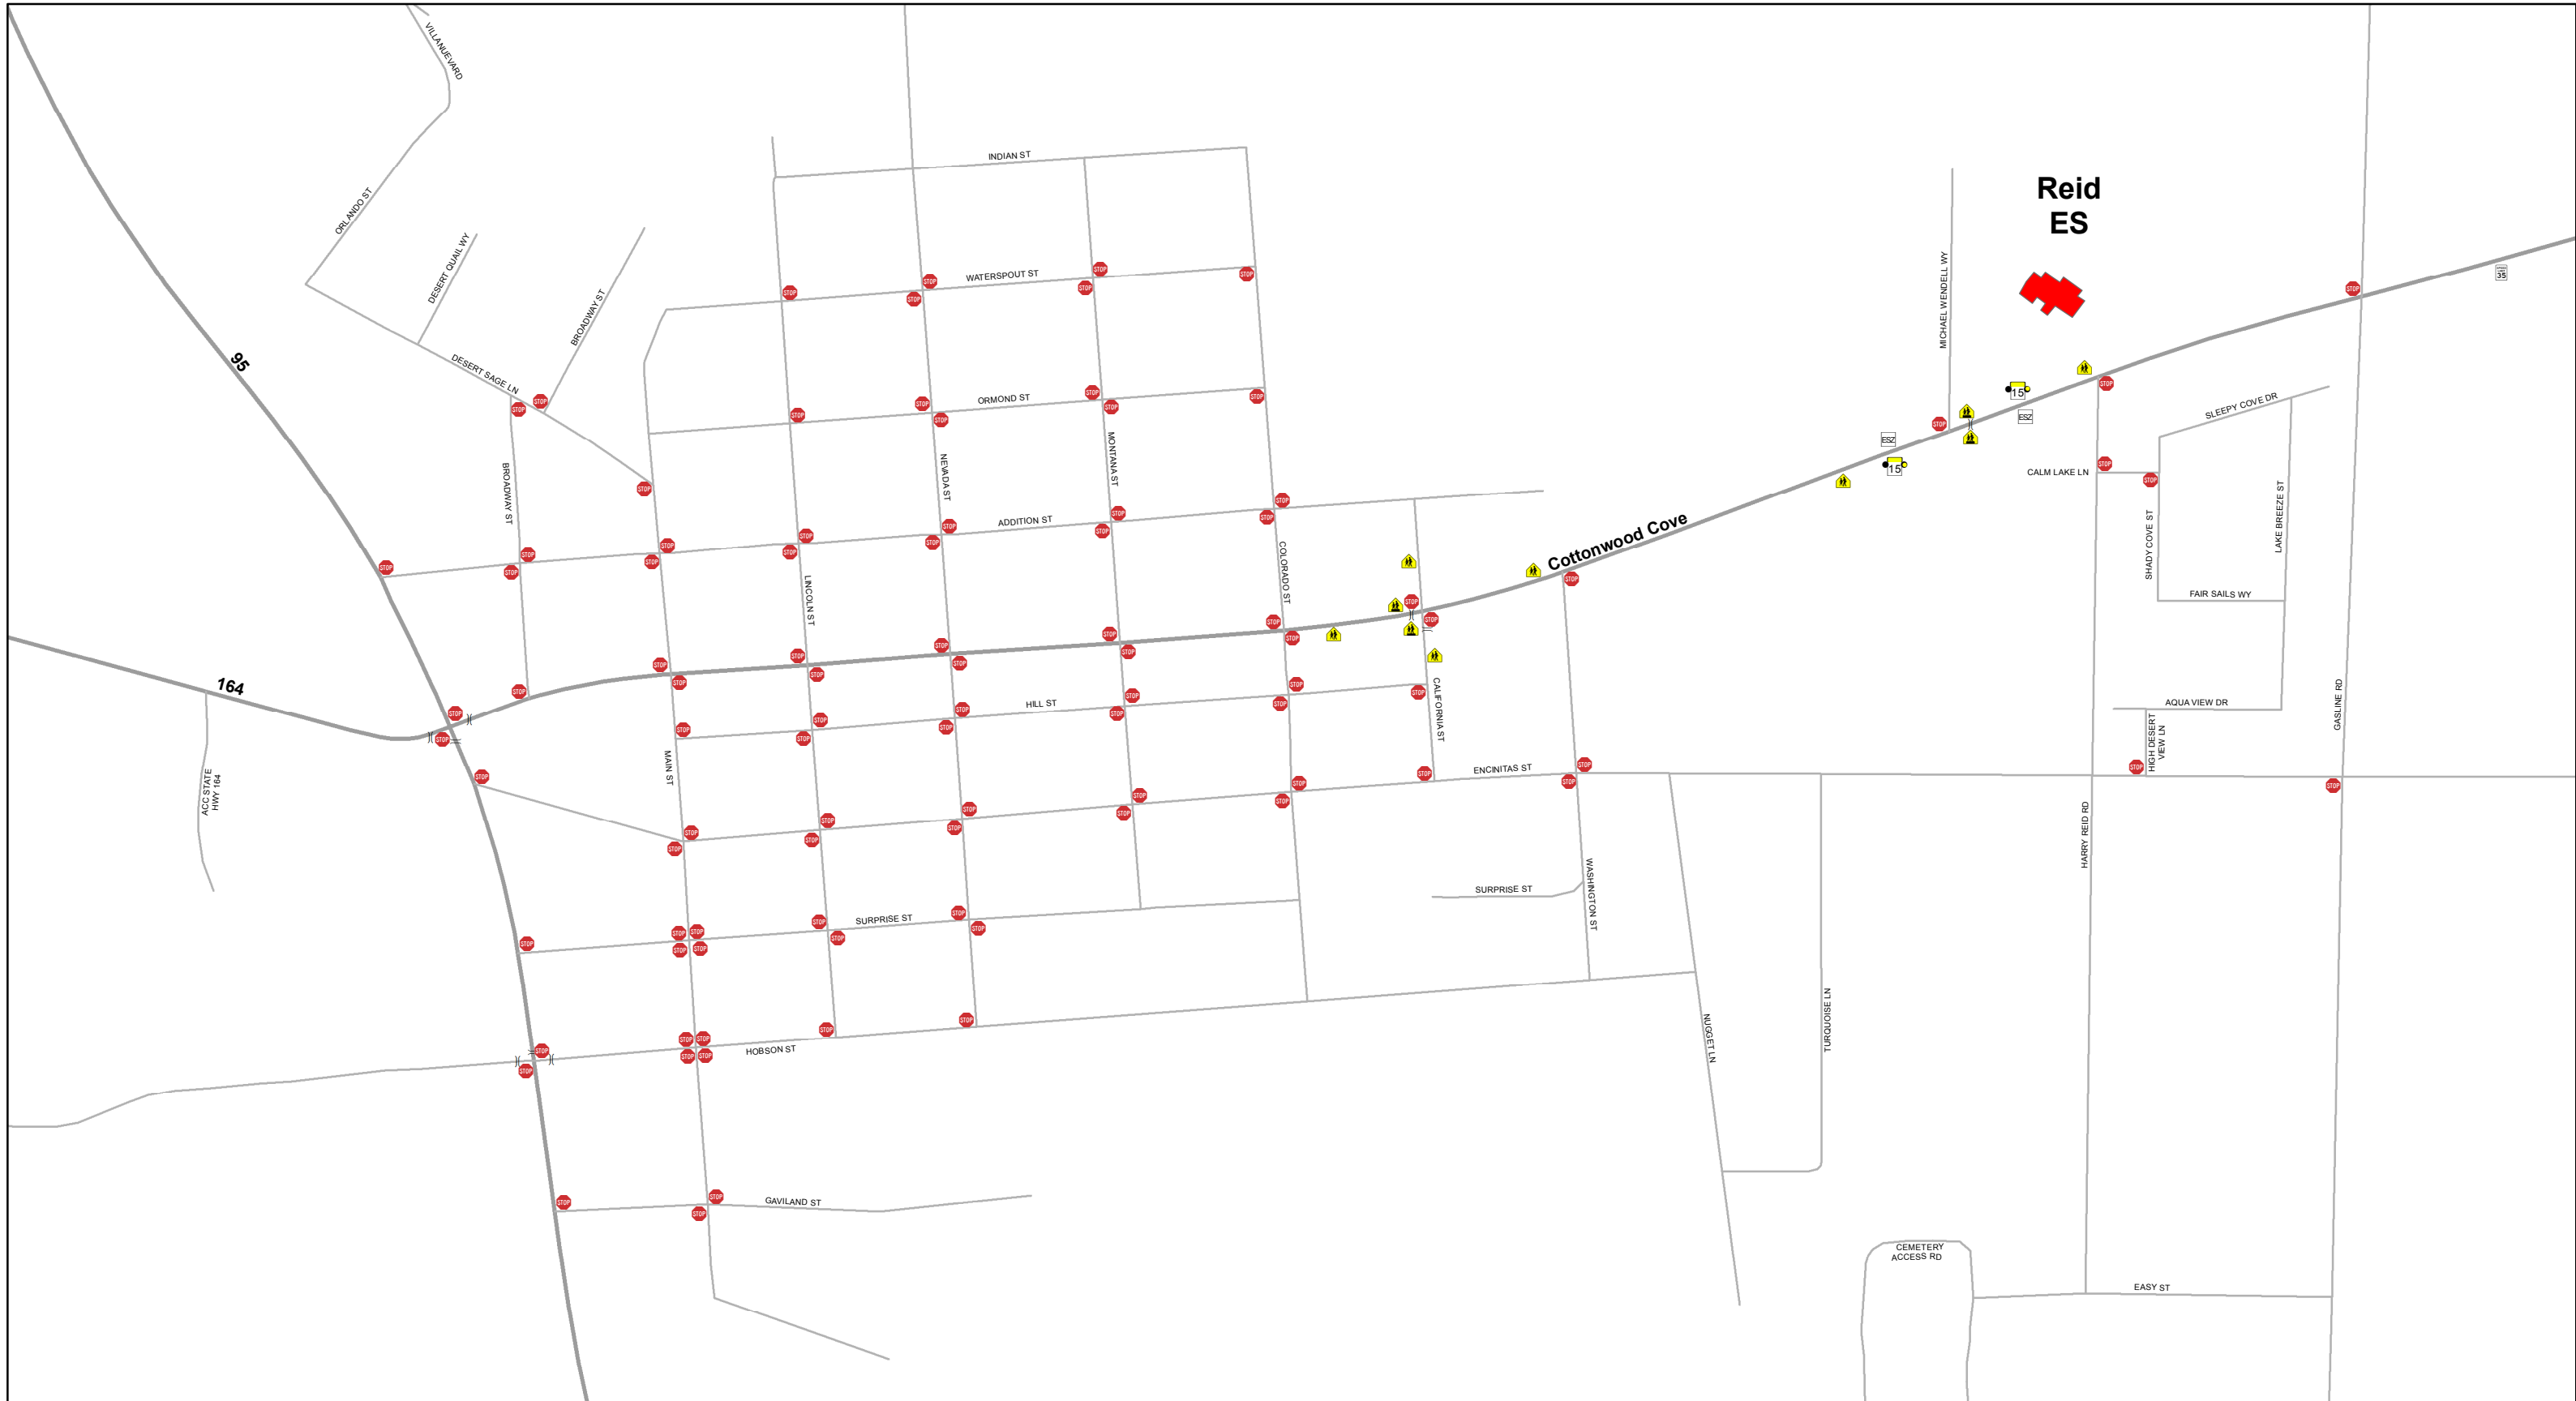 VILLANUEVARD
ORLANDO ST
DESERT QUAIL WY
BROADWAY ST
DESERT SAGE LN
95
INDIAN ST
WATERSPOUT ST
ORMOND ST
MONTANA ST
NEVADA ST
BROADWAY ST
ADDITION ST
LINCOLN ST
COLORADO ST
Reid
ES
MICHAEL WENDELL WY
35
15
ESZ
ESZ
15
Cottonwood Cove
SLEEPY COVE DR
CALM LAKE LN
SHADY COVE ST
LAKE BREEZE ST
FAIR SAILS WY
AQUA VIEW DR
HIGH DESERT
VIEW LN
GASLINE RD
164
ACC STATE
HWY 164
MAIN ST
HILL ST
CALIFORNIA ST
ENCINITAS ST
HARRY REID RD
SURPRISE ST
WASHINGTON ST
SURPRISE ST
HOBSON ST
NUGGET LN
TURQUOISE LN
GAVILAND ST
CEMETERY
ACCESS RD
EASY ST
STOP